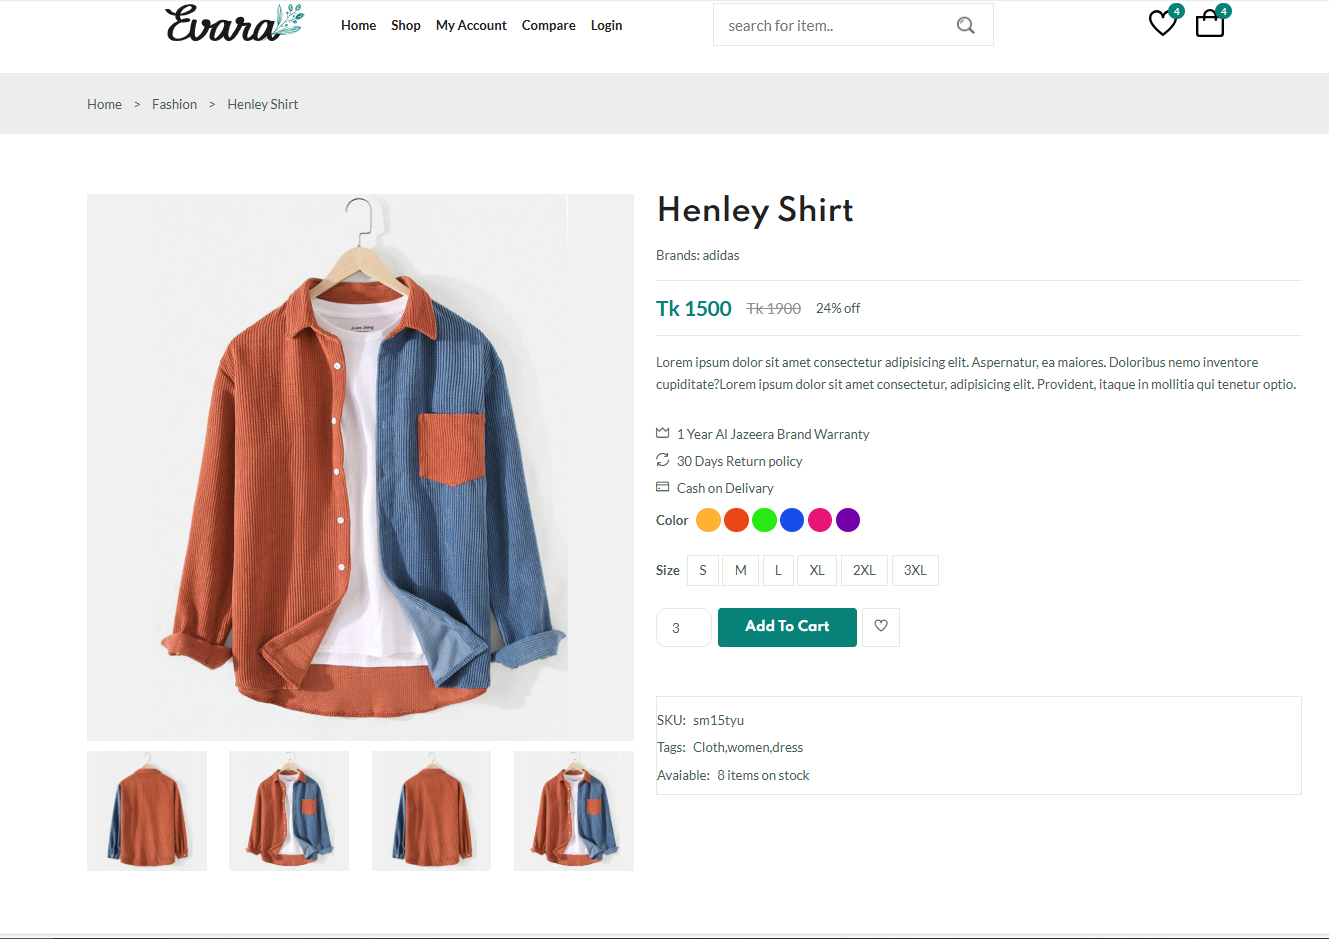 Evara
Home Shop My Account Compare Login
search for item..
4 4
Home > Fashion > Henley Shirt
Henley Shirt
Brands: adidas
Tk 1500 Tk 1900 24% off
Lorem ipsum dolor sit amet consectetur adipisicing elit. Aspernatur, ea maiores. Doloribus nemo inventore
cupiditate?Lorem ipsum dolor sit amet consectetur, adipisicing elit. Provident, itaque in mollitia qui tenetur optio.
1 Year Al Jazeera Brand Warranty
30 Days Return policy
Cash on Delivary
Color
Size S M L XL 2XL 3XL
3 Add To Cart
SKU: sm15tyu
Tags: Cloth,women,dress
Avaiable: 8 items on stock